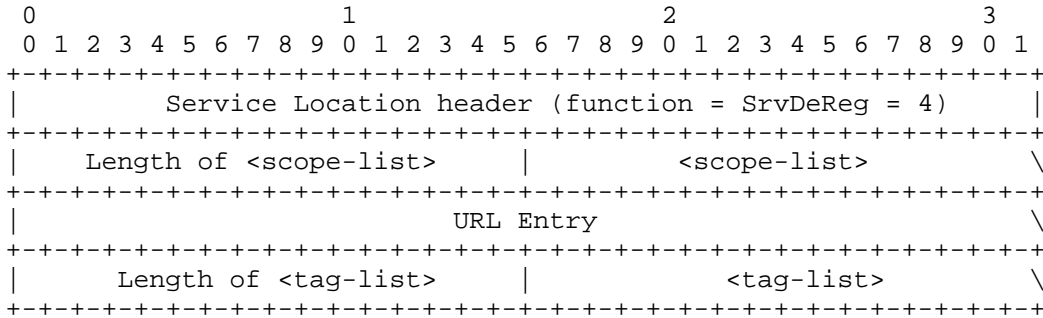 0                   1                   2                   3
 0 1 2 3 4 5 6 7 8 9 0 1 2 3 4 5 6 7 8 9 0 1 2 3 4 5 6 7 8 9 0 1
+-+-+-+-+-+-+-+-+-+-+-+-+-+-+-+-+-+-+-+-+-+-+-+-+-+-+-+-+-+-+-+-+
|         Service Location header (function = SrvDeReg = 4)     |
+-+-+-+-+-+-+-+-+-+-+-+-+-+-+-+-+-+-+-+-+-+-+-+-+-+-+-+-+-+-+-+-+
|    Length of <scope-list>     |         <scope-list>          \
+-+-+-+-+-+-+-+-+-+-+-+-+-+-+-+-+-+-+-+-+-+-+-+-+-+-+-+-+-+-+-+-+
|                           URL Entry                           \
+-+-+-+-+-+-+-+-+-+-+-+-+-+-+-+-+-+-+-+-+-+-+-+-+-+-+-+-+-+-+-+-+
|      Length of <tag-list>     |            <tag-list>         \
+-+-+-+-+-+-+-+-+-+-+-+-+-+-+-+-+-+-+-+-+-+-+-+-+-+-+-+-+-+-+-+-+